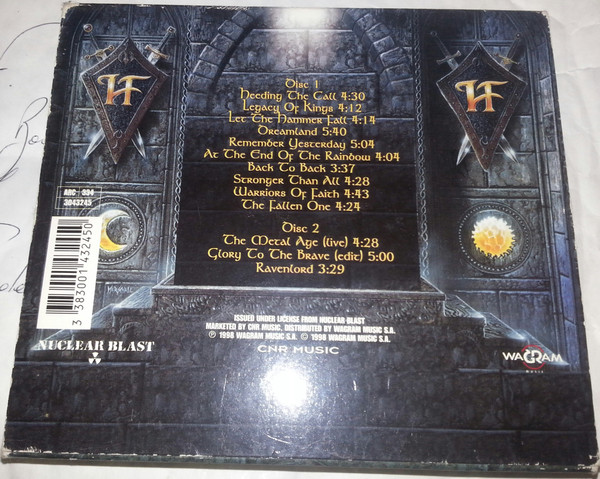 HF
HF
Disc 1
Heeding The Call 4:30
Legacy Of Kings 4:12
Let The Hammer Fall 4:14
Dreamland 5:40
Remember Yesterday 5:04
At The End Of The Rainbow 4:04
Back To Back 3:37
Stronger Than All 4:28
Warriors Of Faith 4:43
The Fallen One 4:24
Disc 2
The Metal Age (live) 4:28
Glory To The Brave (edit) 5:00
Ravenlord 3:29
ARC 334
3043245
3 383001 432450
ISSUED UNDER LICENSE FROM NUCLEAR BLAST
MARKETED BY CNR MUSIC, DISTRIBUTED BY WAGRAM MUSIC S.A.
℗ 1998 WAGRAM MUSIC S.A. © 1998 WAGRAM MUSIC S.A.
CNR MUSIC
NUCLEAR BLAST
WAGRAM
Music